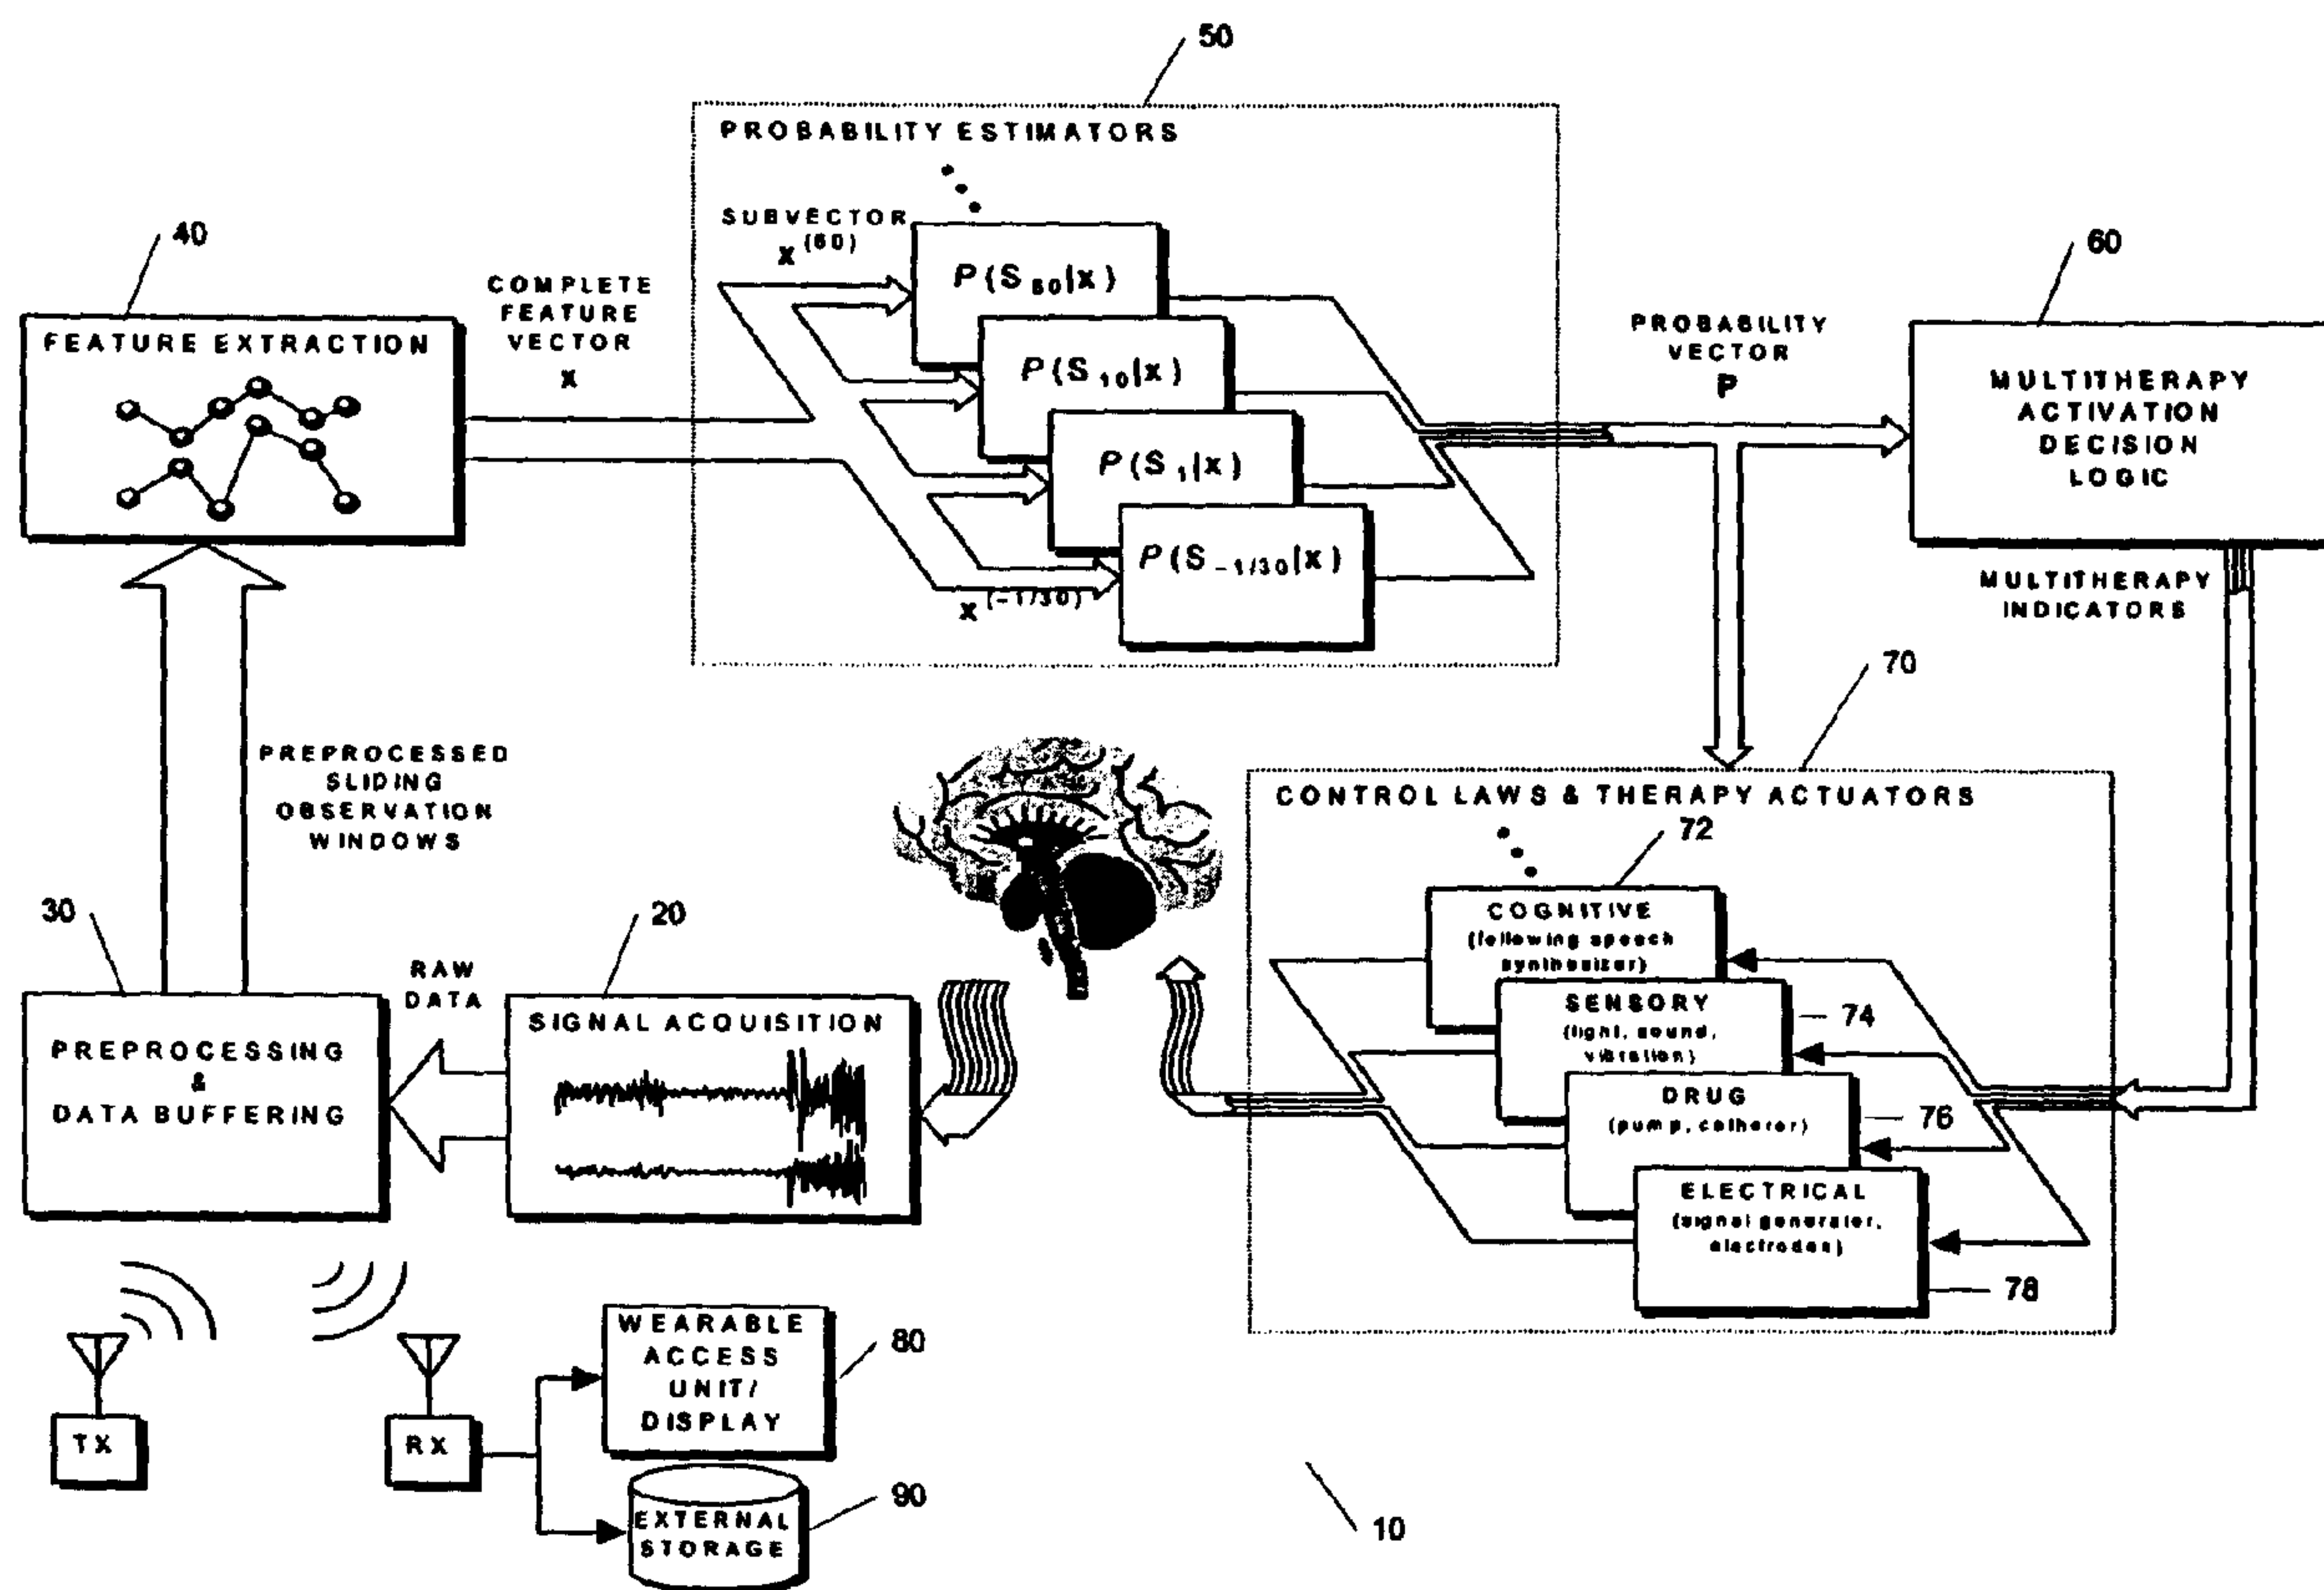 50
PROBABILITY ESTIMATORS
SUBVECTOR
x(60)
P(S60|x)
P(S10|x)
P(S1|x)
P(S-1/30|x)
x(-1/30)
40
FEATURE EXTRACTION
COMPLETE
FEATURE
VECTOR
X
PROBABILITY
VECTOR
P
60
MULTITHERAPY
ACTIVATION
DECISION
LOGIC
MULTITHERAPY
INDICATORS
PREPROCESSED
SLIDING
OBSERVATION
WINDOWS
30
PREPROCESSING
&
DATA BUFFERING
RAW
DATA
20
SIGNAL ACQUISITION
70
CONTROL LAWS & THERAPY ACTUATORS
72
COGNITIVE
(following speech
synthesizer)
74
SENSORY
(light, sound,
vibration)
76
DRUG
(pump, catheter)
78
ELECTRICAL
(signal generator,
electrodes)
TX
RX
80
WEARABLE
ACCESS
UNIT/
DISPLAY
90
EXTERNAL
STORAGE
10